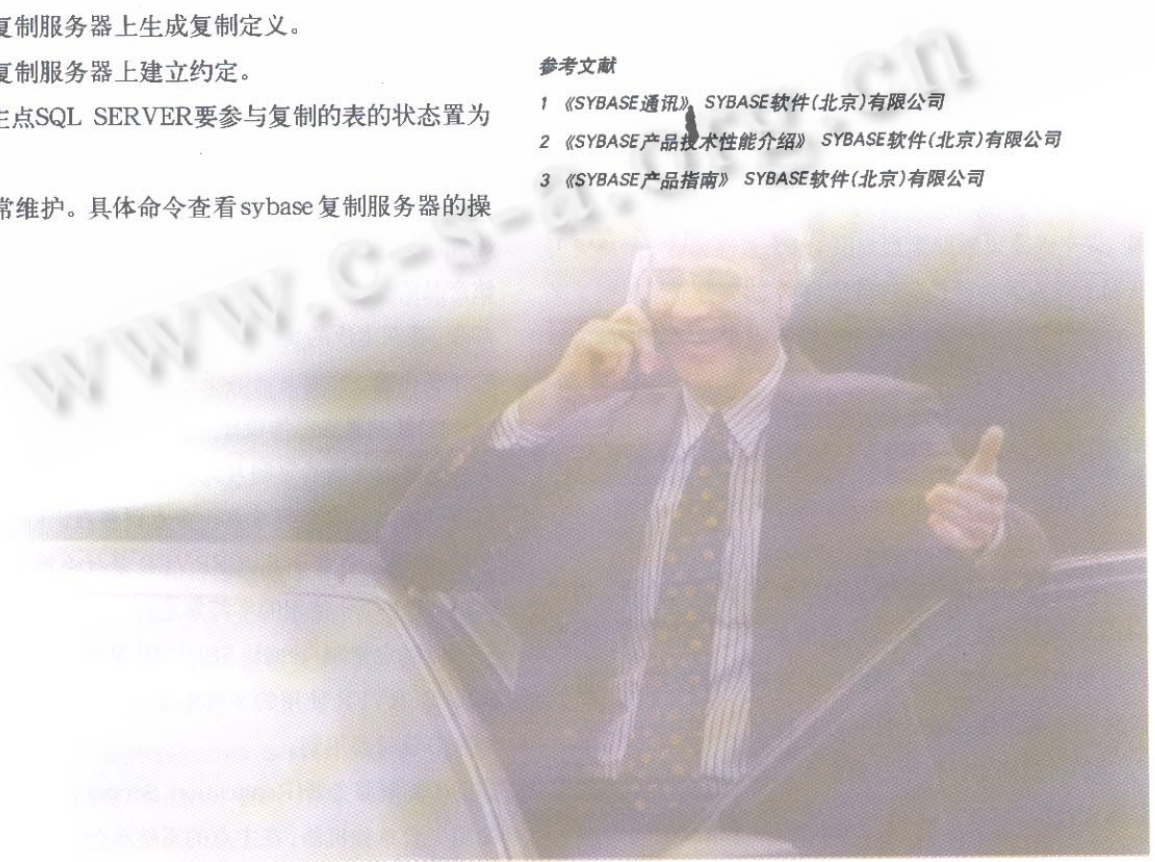 复制服务器上生成复制定义。
复制服务器上建立约定。
主点SQL SERVER要参与复制的表的状态置为
常维护。具体命令查看sybase复制服务器的操
参考文献
1 《SYBASE通讯》 SYBASE软件(北京)有限公司
2 《SYBASE产品技术性能介绍》 SYBASE软件(北京)有限公司
3 《SYBASE产品指南》 SYBASE软件(北京)有限公司
www.c-s-a.org.cn